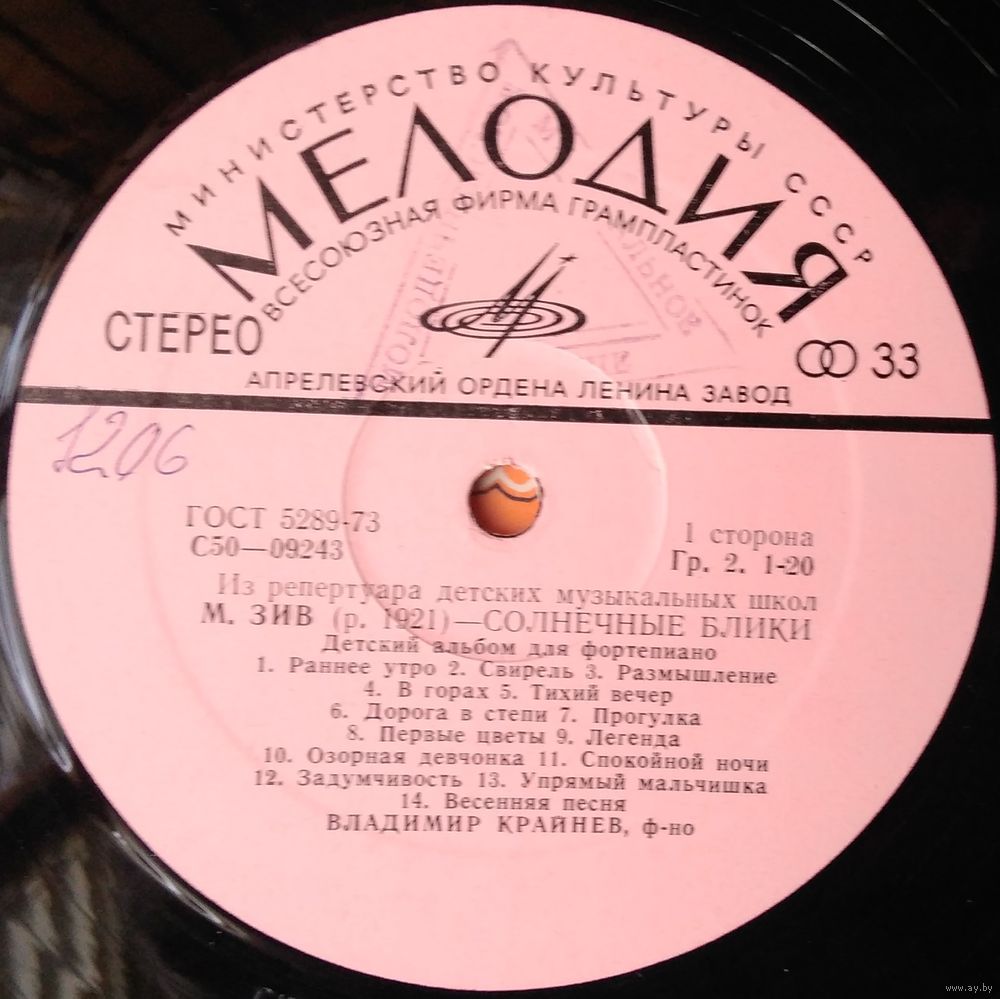 МИНИСТЕРСТВО КУЛЬТУРЫ СССР
МЕЛОДИЯ
ВСЕСОЮЗНАЯ ФИРМА ГРАМПЛАСТИНОК
СТЕРЕО
33
АПРЕЛЕВСКИЙ ОРДЕНА ЛЕНИНА ЗАВОД
1206
ГОСТ 5289-73
С50—09243
1 сторона
Гр. 2. 1-20
Из репертуара детских музыкальных школ
М. ЗИВ (р. 1921)—СОЛНЕЧНЫЕ БЛИКИ
Детский альбом для фортепиано
1. Раннее утро 2. Свирель 3. Размышление
4. В горах 5. Тихий вечер
6. Дорога в степи 7. Прогулка
8. Первые цветы 9. Легенда
10. Озорная девчонка 11. Спокойной ночи
12. Задумчивость 13. Упрямый мальчишка
14. Весенняя песня
ВЛАДИМИР КРАЙНЕВ, ф-но
www.ay.by